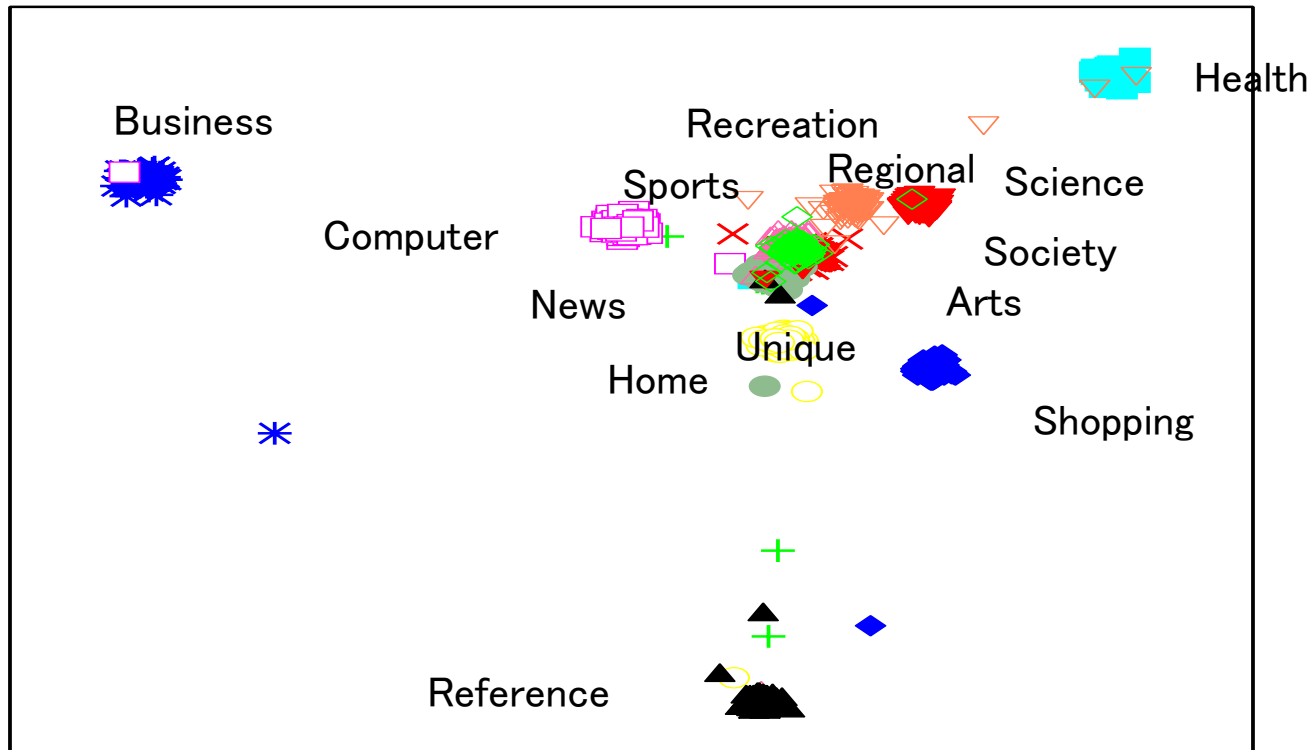 Health
Business
Recreation
Regional
Science
Sports
Computer
Society
News
Arts
Unique
Home
Shopping
Reference